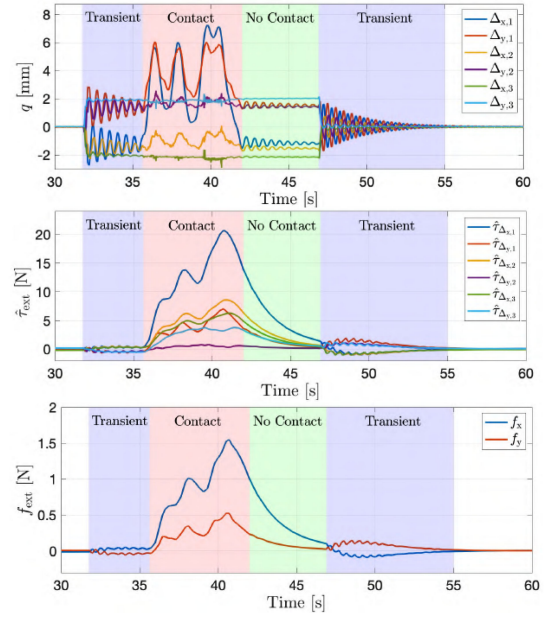 Transient Contact No Contact Transient
8
6
4
2
0
-2
q [mm]
Δx,1
Δy,1
Δx,2
Δy,2
Δx,3
Δy,3
30 35 40 45 50 55 60
Time [s]
Transient Contact No Contact Transient
20
15
10
5
0
τ̂ext [N]
τ̂Δx,1
τ̂Δy,1
τ̂Δx,2
τ̂Δy,2
τ̂Δx,3
τ̂Δy,3
30 35 40 45 50 55 60
Time [s]
Transient Contact No Contact Transient
2
1.5
1
0.5
0
fext [N]
fx
fy
30 35 40 45 50 55 60
Time [s]